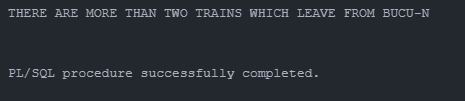 THERE ARE MORE THAN TWO TRAINS WHICH LEAVE FROM BUCU-N
PL/SQL procedure successfully completed.